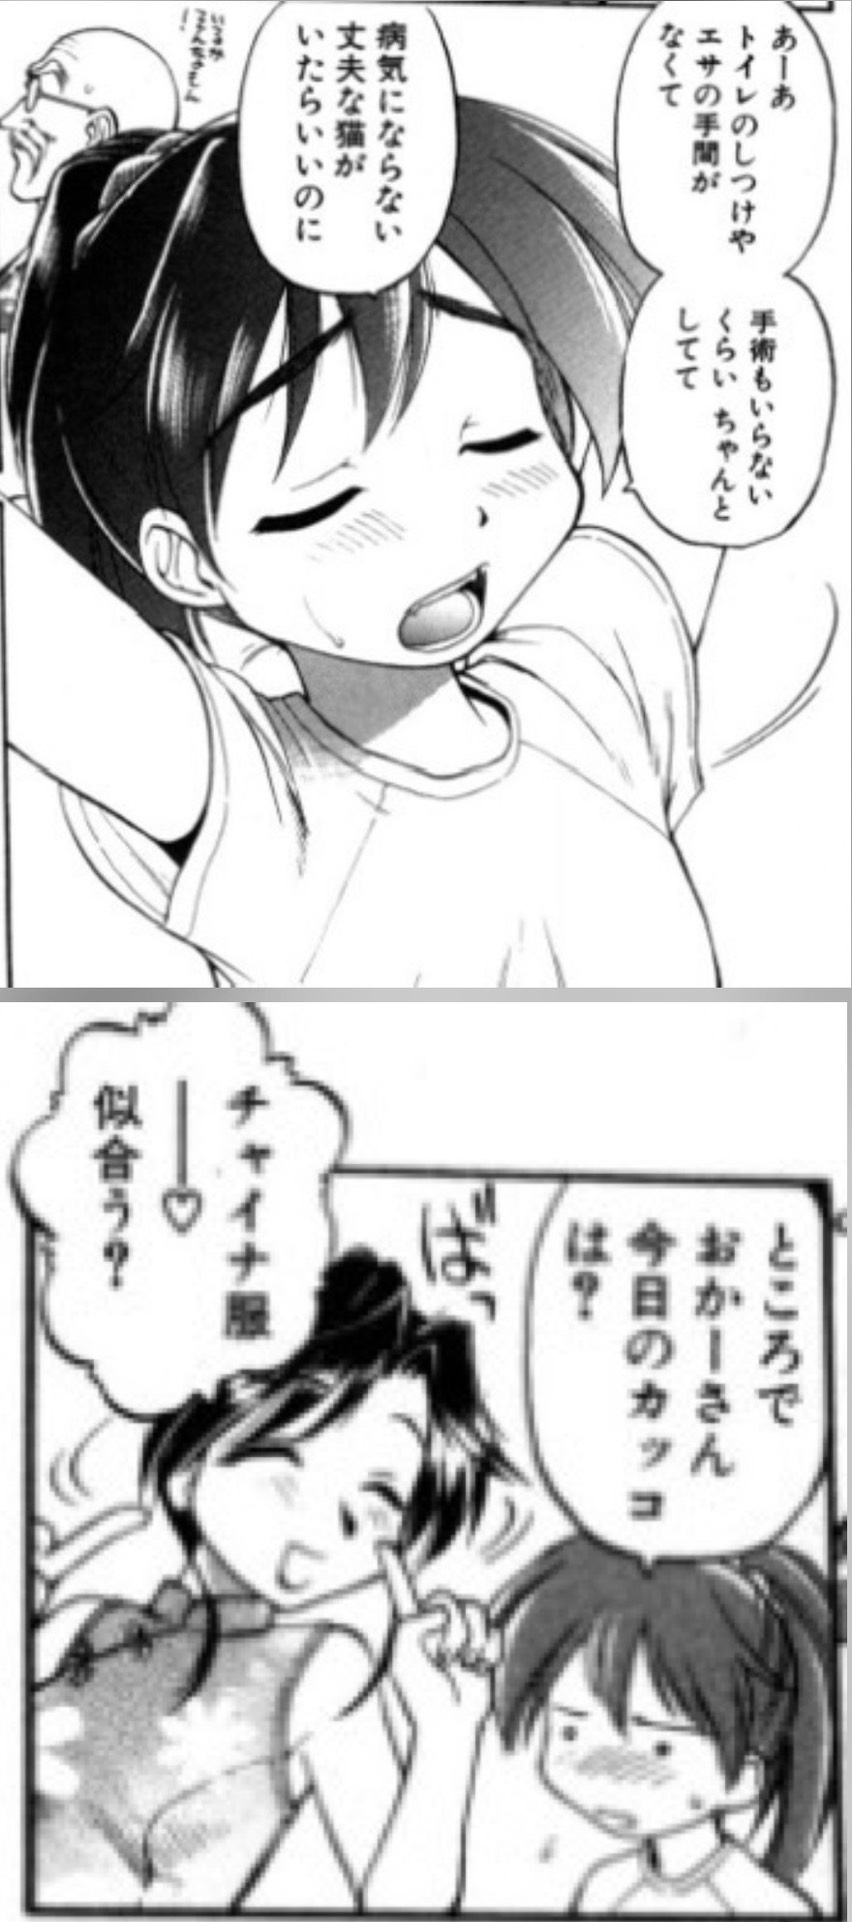 あーあ
トイレのしつけや
エサの手間が
なくて
手術もいらない
くらい ちゃんと
してて
病気にならない
丈夫な猫が
いたらいいのに
ところで
おかーさん
今日のカッコ
は?
ばっ
チャイナ服
──♡
似合う?